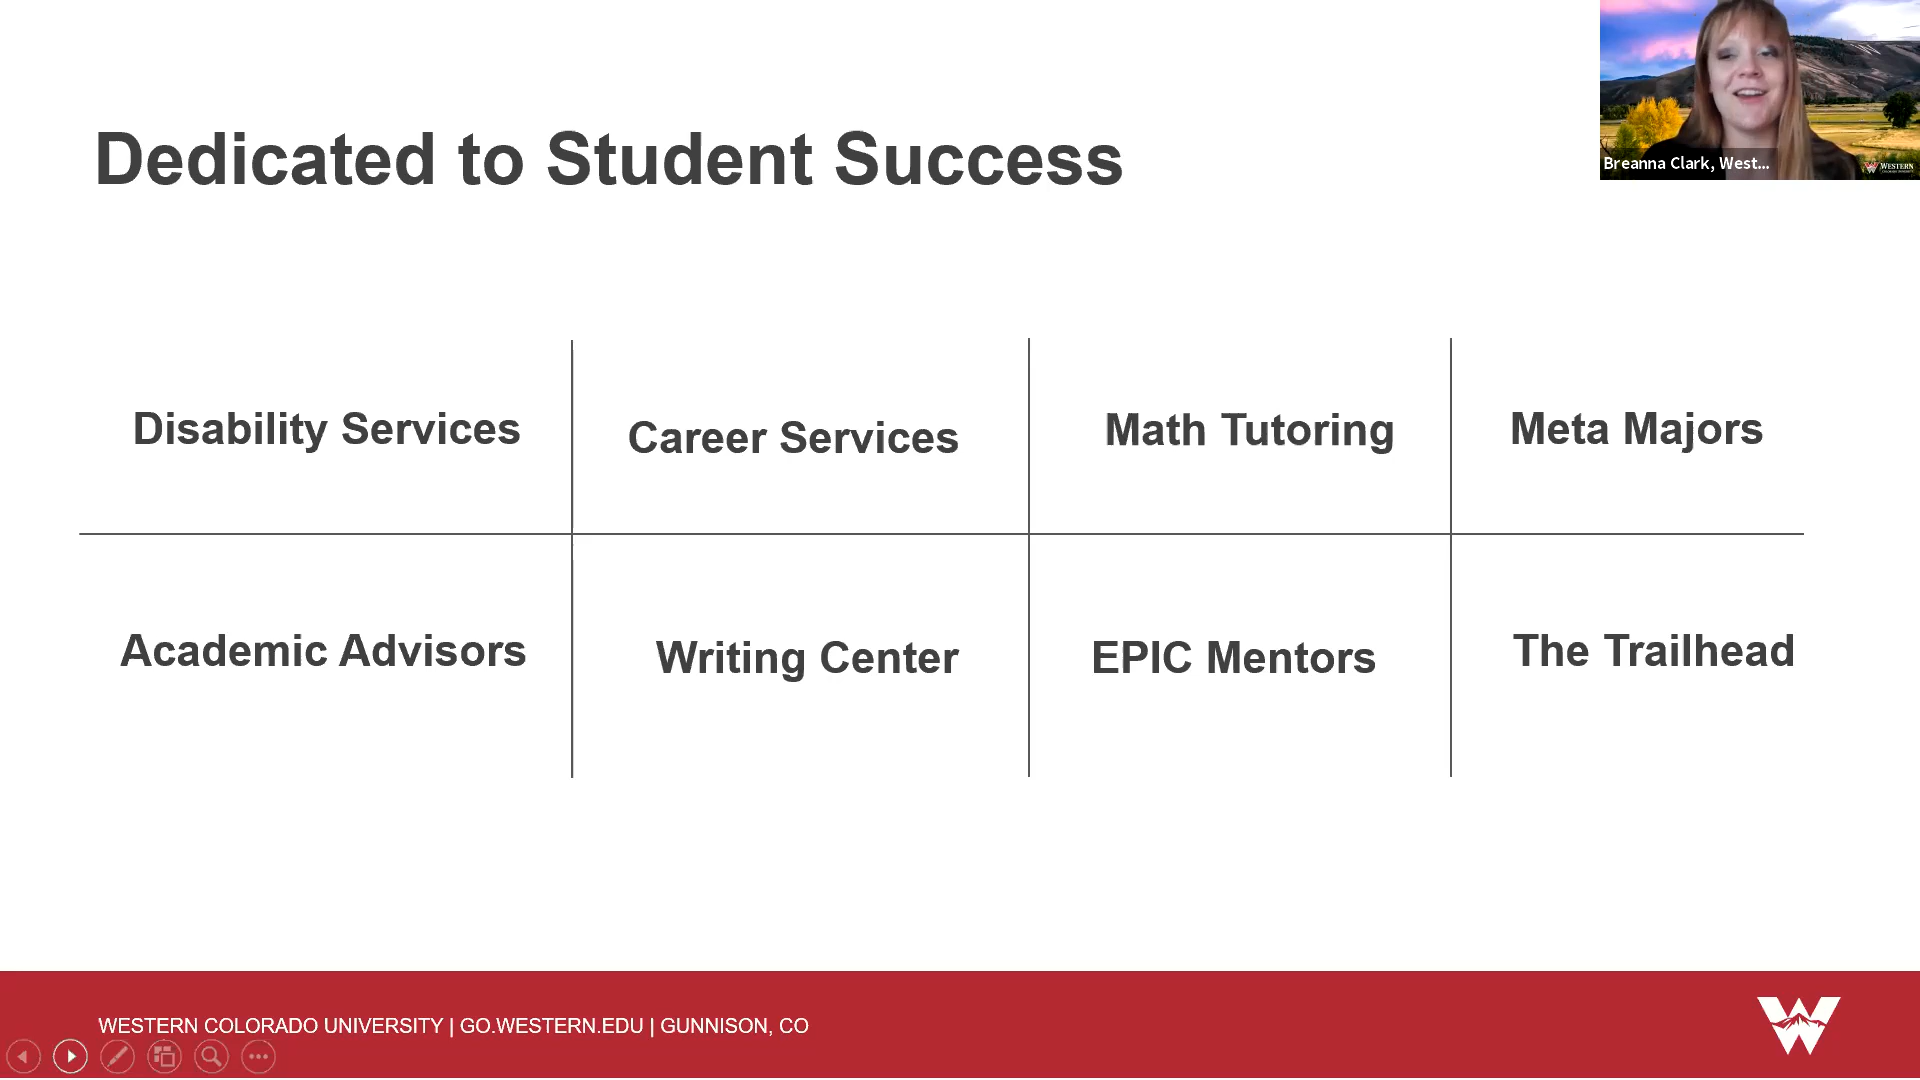 Dedicated to Student Success
Breanna Clark, West...
WESTERN
Disability Services
Career Services
Math Tutoring
Meta Majors
Academic Advisors
Writing Center
EPIC Mentors
The Trailhead
WESTERN COLORADO UNIVERSITY | GO.WESTERN.EDU | GUNNISON, CO
W